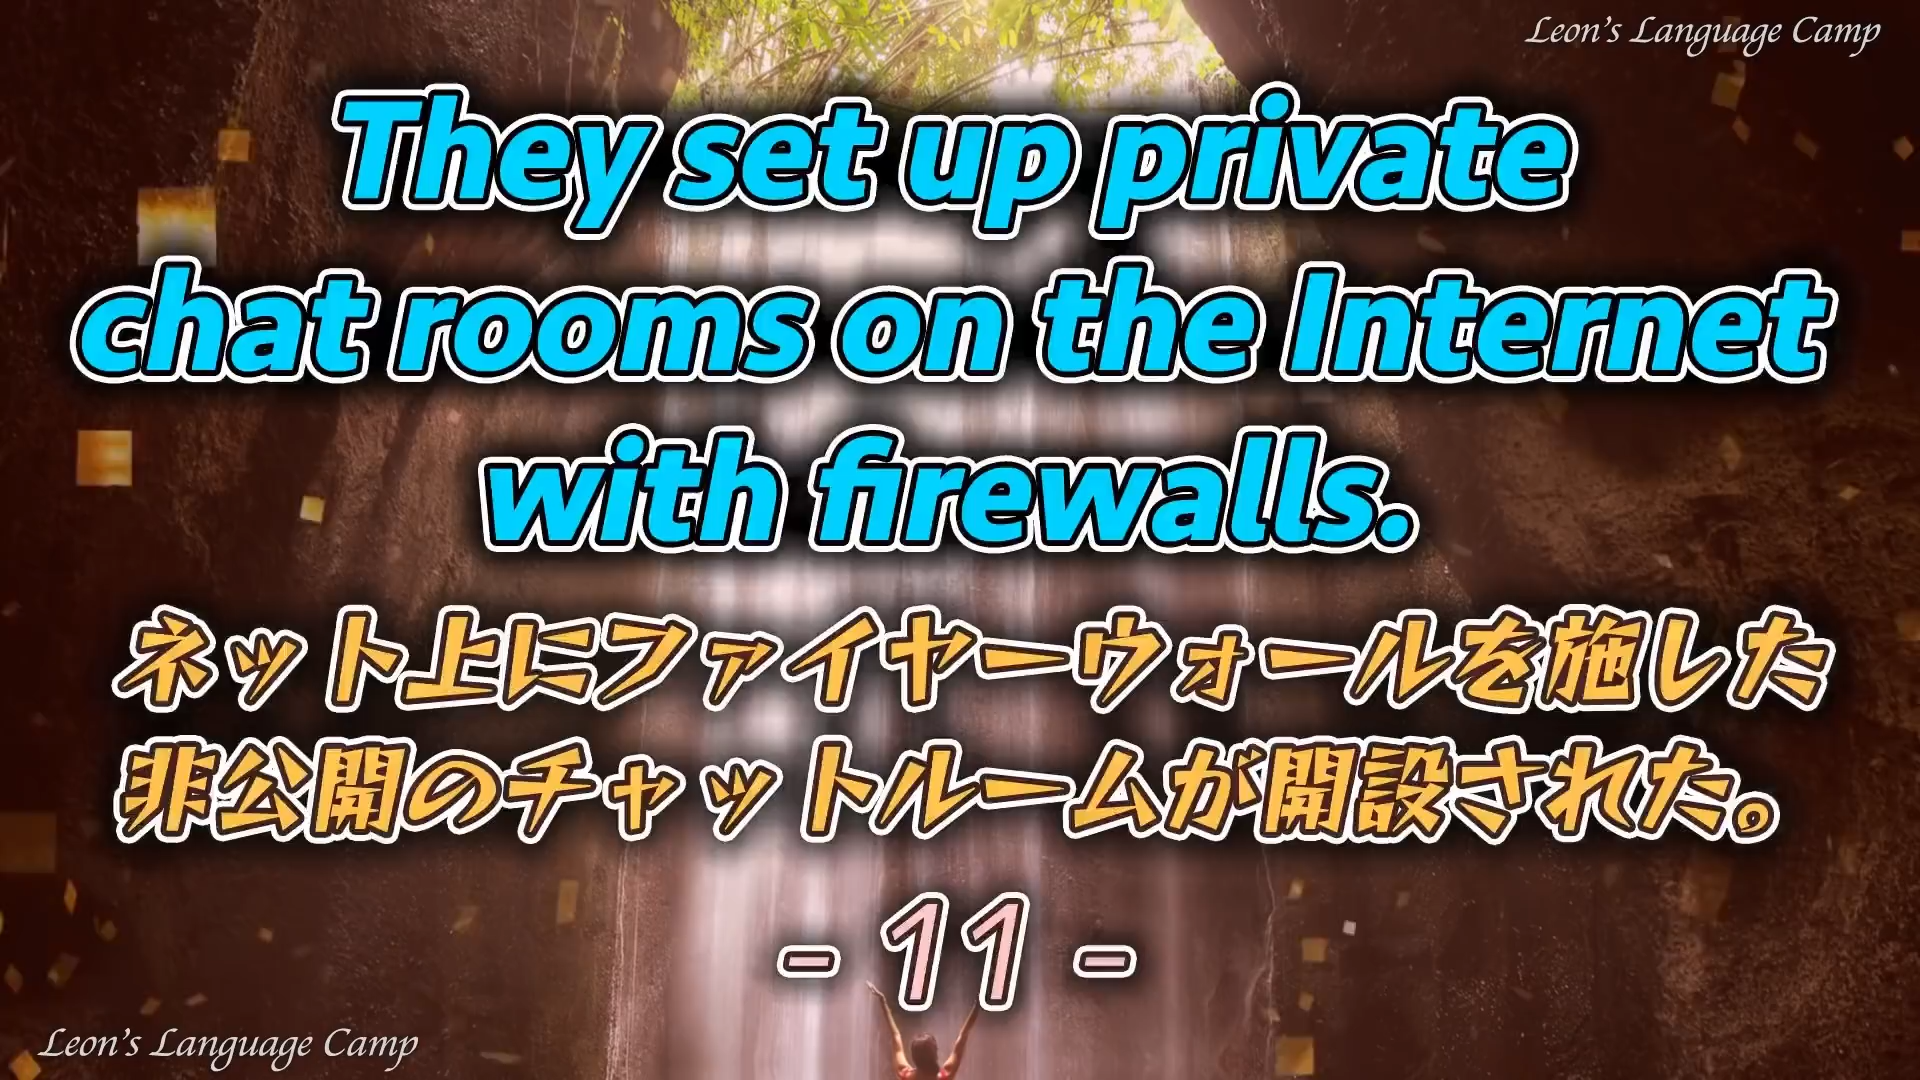 Leon's Language Camp
They set up private
chat rooms on the Internet
with firewalls.
ネット上にファイヤーウォールを施した
非公開のチャットルームが開設された。
- 11 -
Leon's Language Camp